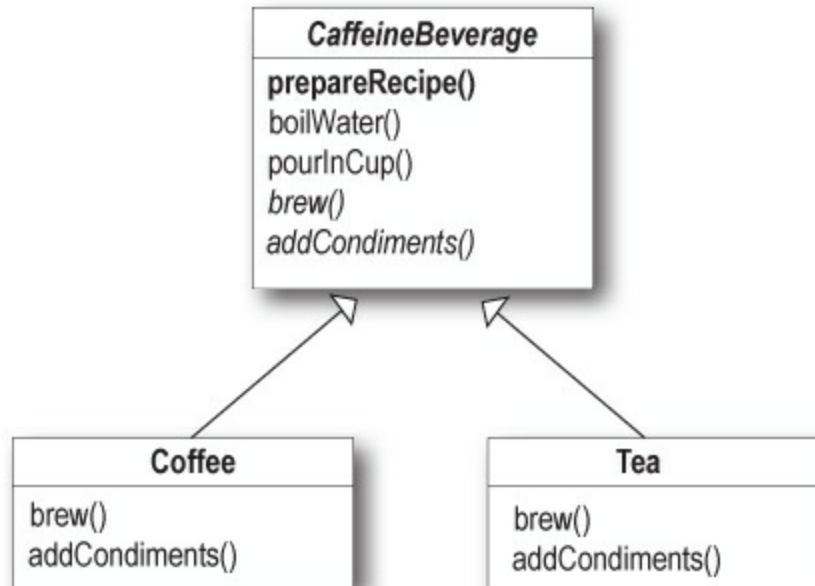 CaffeineBeverage
prepareRecipe()
boilWater()
pourInCup()
brew()
addCondiments()
Coffee
brew()
addCondiments()
Tea
brew()
addCondiments()